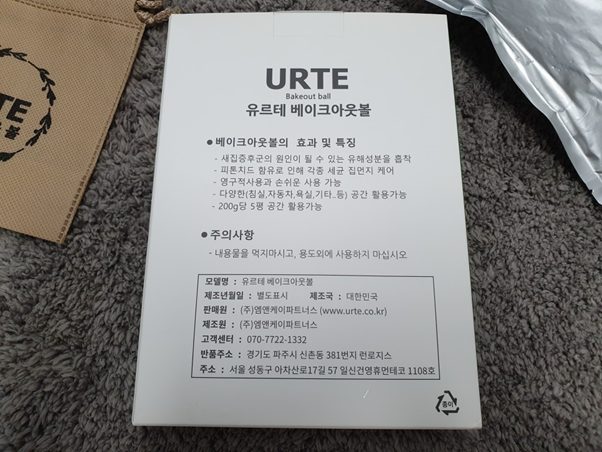 URTE
Bakeout ball
유르테 베이크아웃볼
● 베이크아웃볼의 효과 및 특징
- 새집증후군의 원인이 될 수 있는 유해성분을 흡착
- 피톤치드 함유로 인해 각종 세균 집먼지 케어
- 영구적사용과 손쉬운 사용 가능
- 다양한(침실,자동차,욕실,기타..등) 공간 활용가능
- 200g당 5평 공간 활용가능
● 주의사항
- 내용물을 먹지마시고, 용도외에 사용하지 마십시오
모델명 : 유르테 베이크아웃볼
제조년월일 : 별도표시 제조국 : 대한민국
판매원 : (주)엠앤케이파트너스 (www.urte.co.kr)
제조원 : (주)엠앤케이파트너스
고객센터 : 070-7722-1332
반품주소 : 경기도 파주시 신촌동 381번지 런로지스
주소 : 서울 성동구 아차산로17길 57 일신건영휴먼테코 1108호
종이
URTE
아웃볼